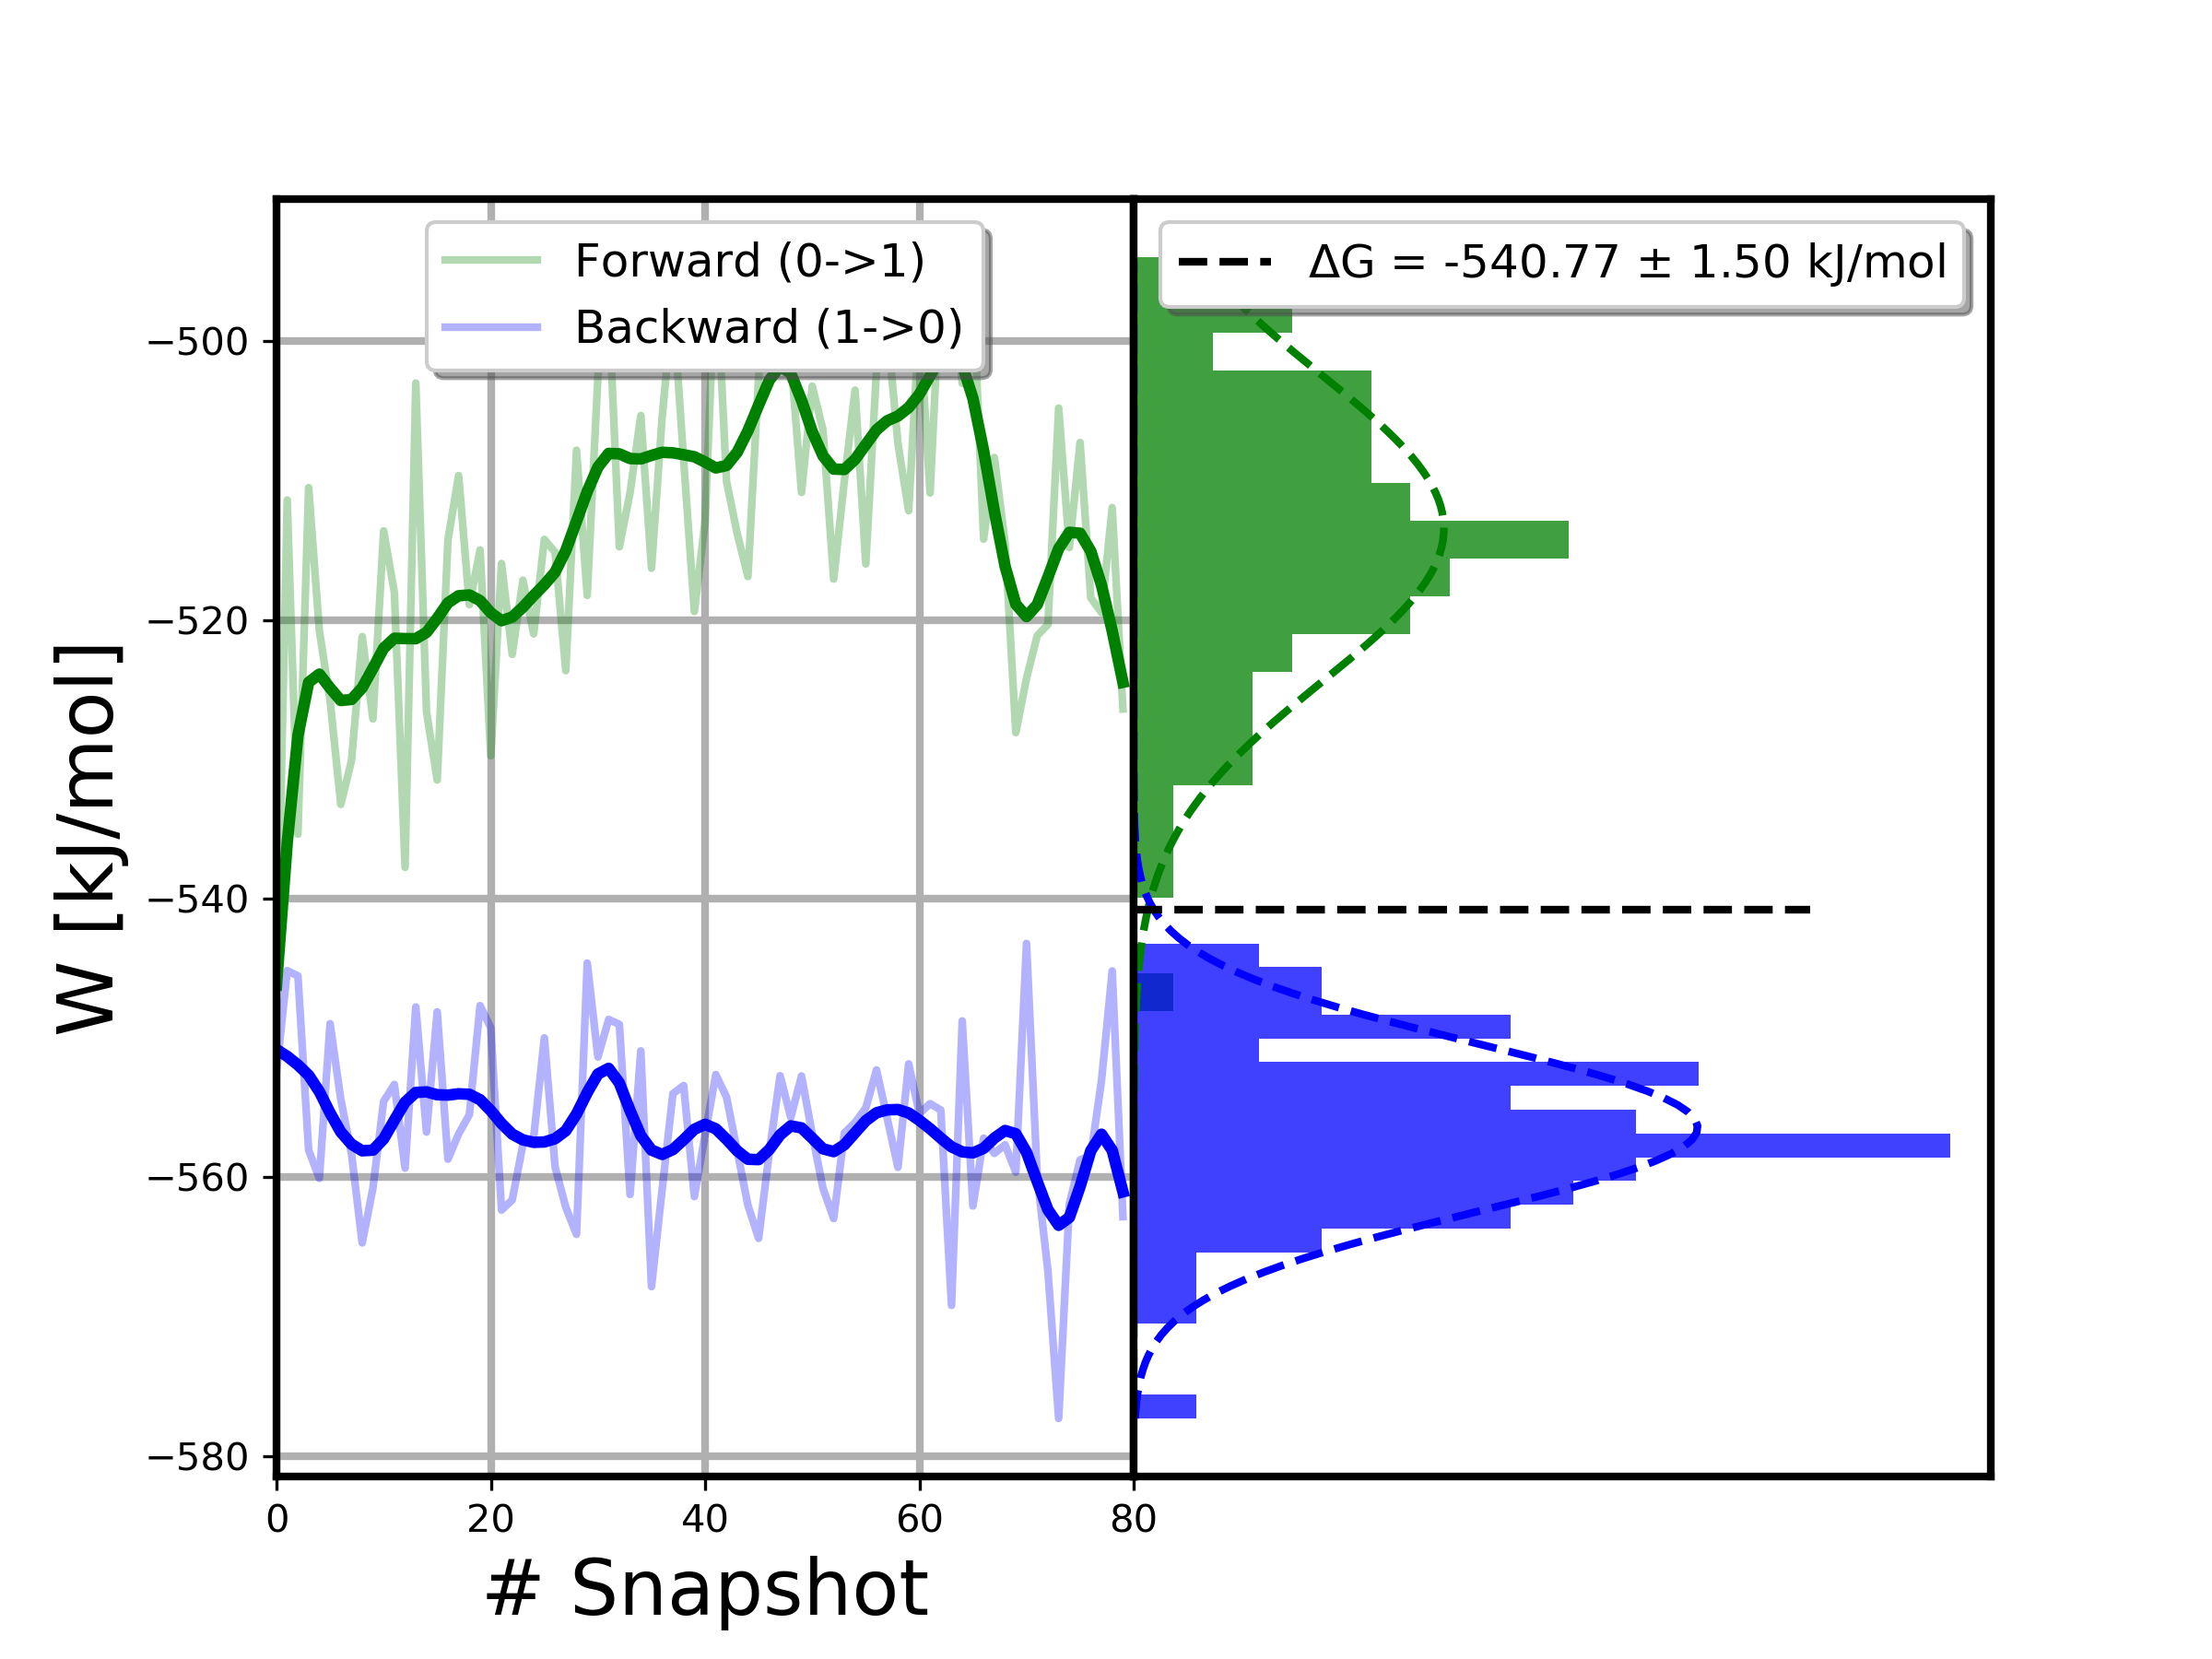 Forward (0->1)
Backward (1->0)
ΔG = -540.77 ± 1.50 kJ/mol
W [kJ/mol]
−500
−520
−540
−560
−580
0 20 40 60 80
# Snapshot